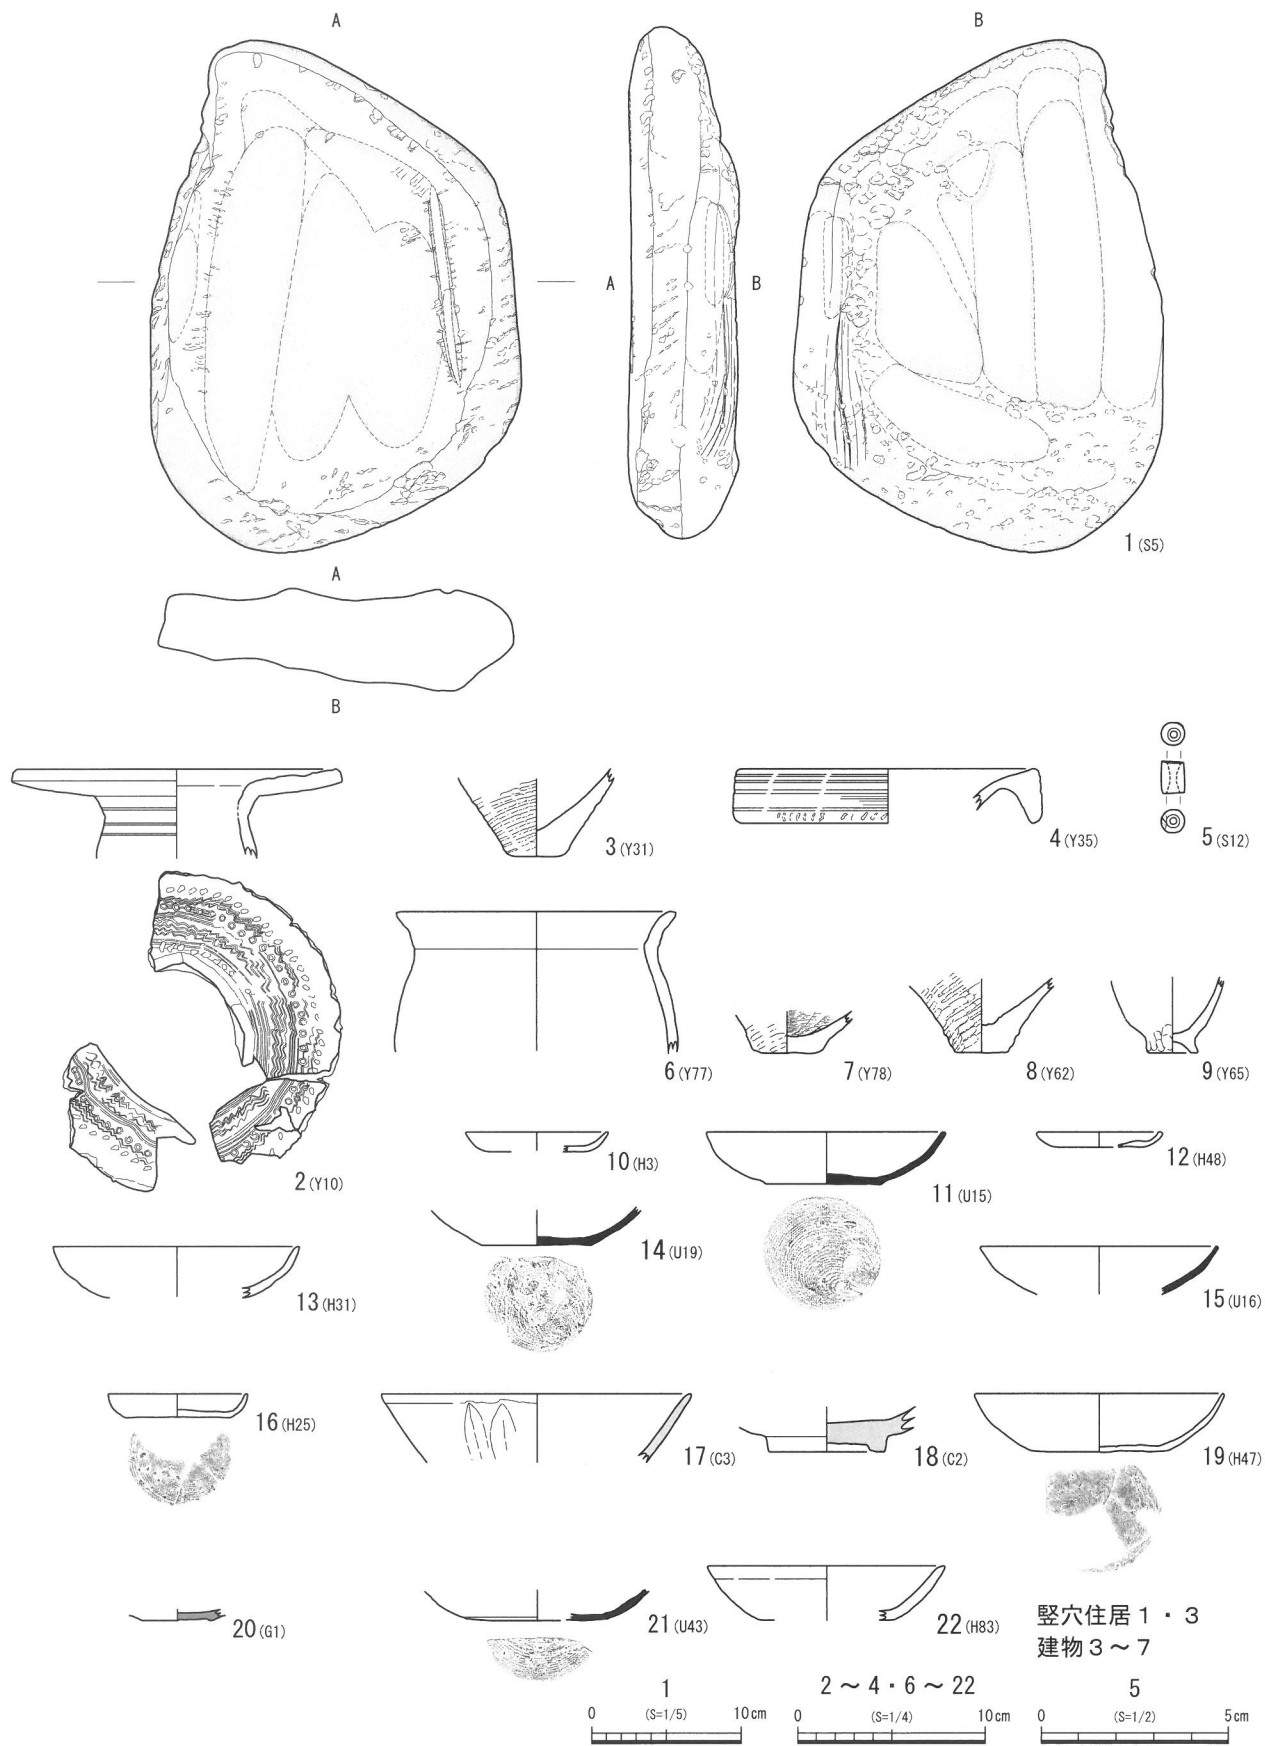 A
B
A
B
1 (S5)
A
B
3 (Y31)
4 (Y35)
5 (S12)
2 (Y10)
6 (Y77)
7 (Y78)
8 (Y62)
9 (Y65)
10 (H3)
11 (U15)
12 (H48)
13 (H31)
14 (U19)
15 (U16)
16 (H25)
17 (C3)
18 (C2)
19 (H47)
20 (G1)
21 (U43)
22 (H83)
竪穴住居1・3
建物3～7
1
(S=1/5)
0 10cm
2～4・6～22
(S=1/4)
0 10cm
5
(S=1/2)
0 5cm